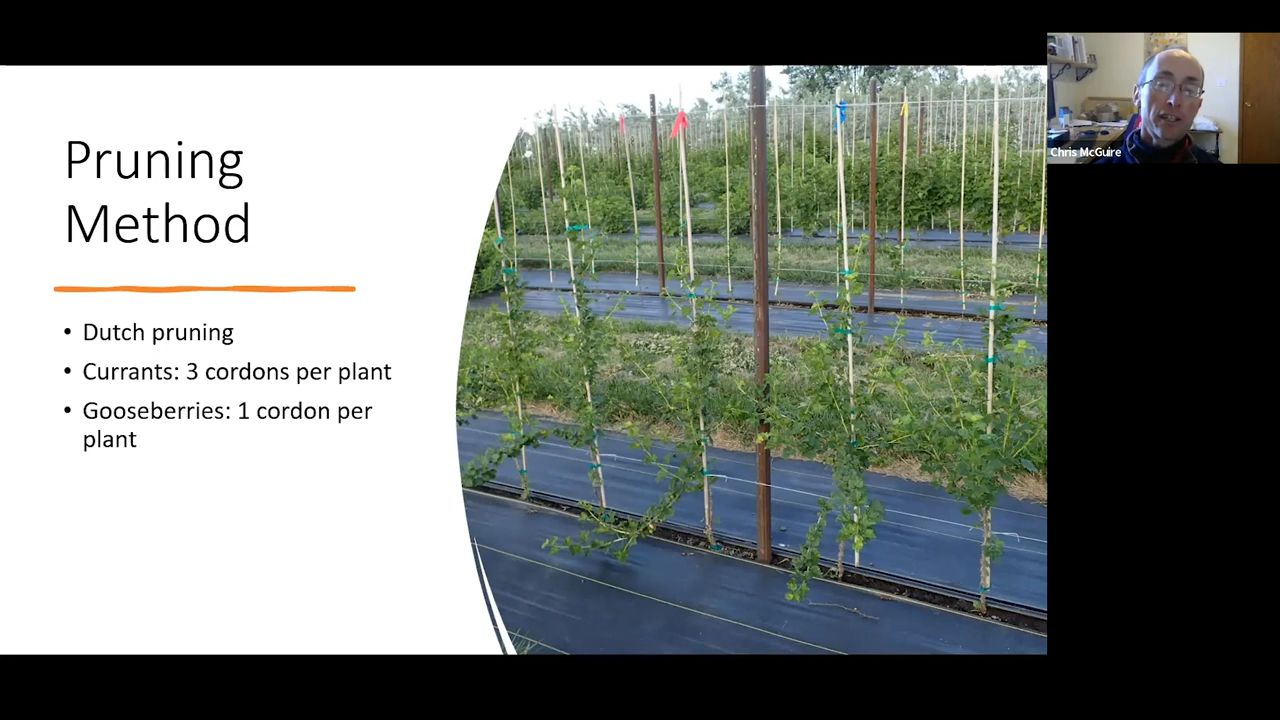 Pruning
Method
• Dutch pruning
• Currants: 3 cordons per plant
• Gooseberries: 1 cordon per
plant
Chris McGuire